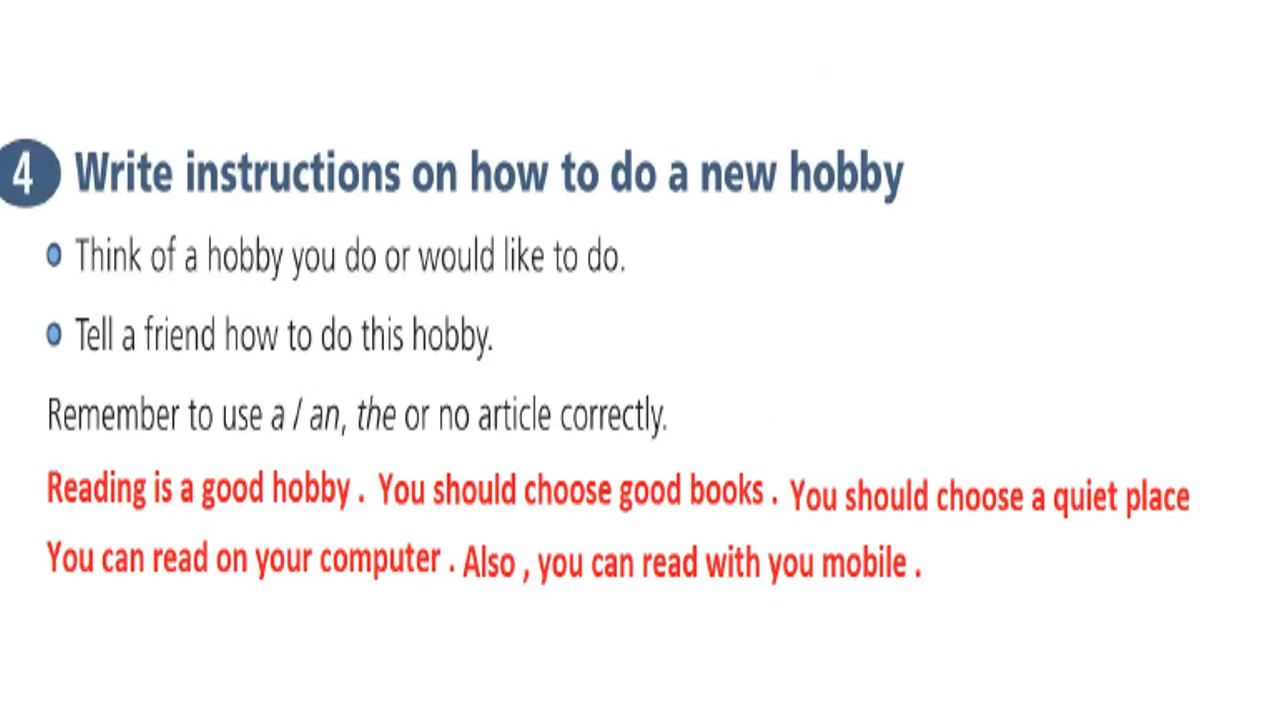 4 Write instructions on how to do a new hobby
Think of a hobby you do or would like to do.
Tell a friend how to do this hobby.
Remember to use a / an, the or no article correctly.
Reading is a good hobby . You should choose good books . You should choose a quiet place
You can read on your computer . Also , you can read with you mobile .